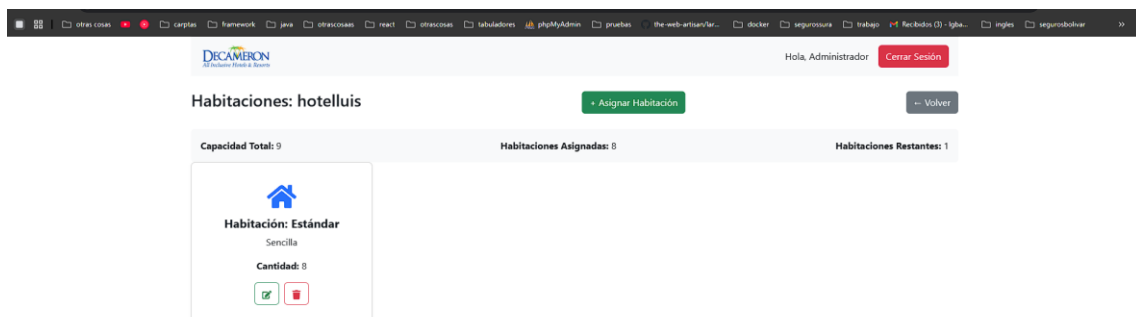 otras cosas carptas framework java otrascosaas react otrascosas tabuladores phpMyAdmin pruebas the-web-artisan/lar... docker segurossura trabajo Recibidos (3) - lgba... ingles segurosbolivar »
DECAMERON
All Inclusive Hotels & Resorts
Hola, Administrador Cerrar Sesión
Habitaciones: hotelluis + Asignar Habitación ← Volver
Capacidad Total: 9 Habitaciones Asignadas: 8 Habitaciones Restantes: 1
Habitación: Estándar
Sencilla
Cantidad: 8